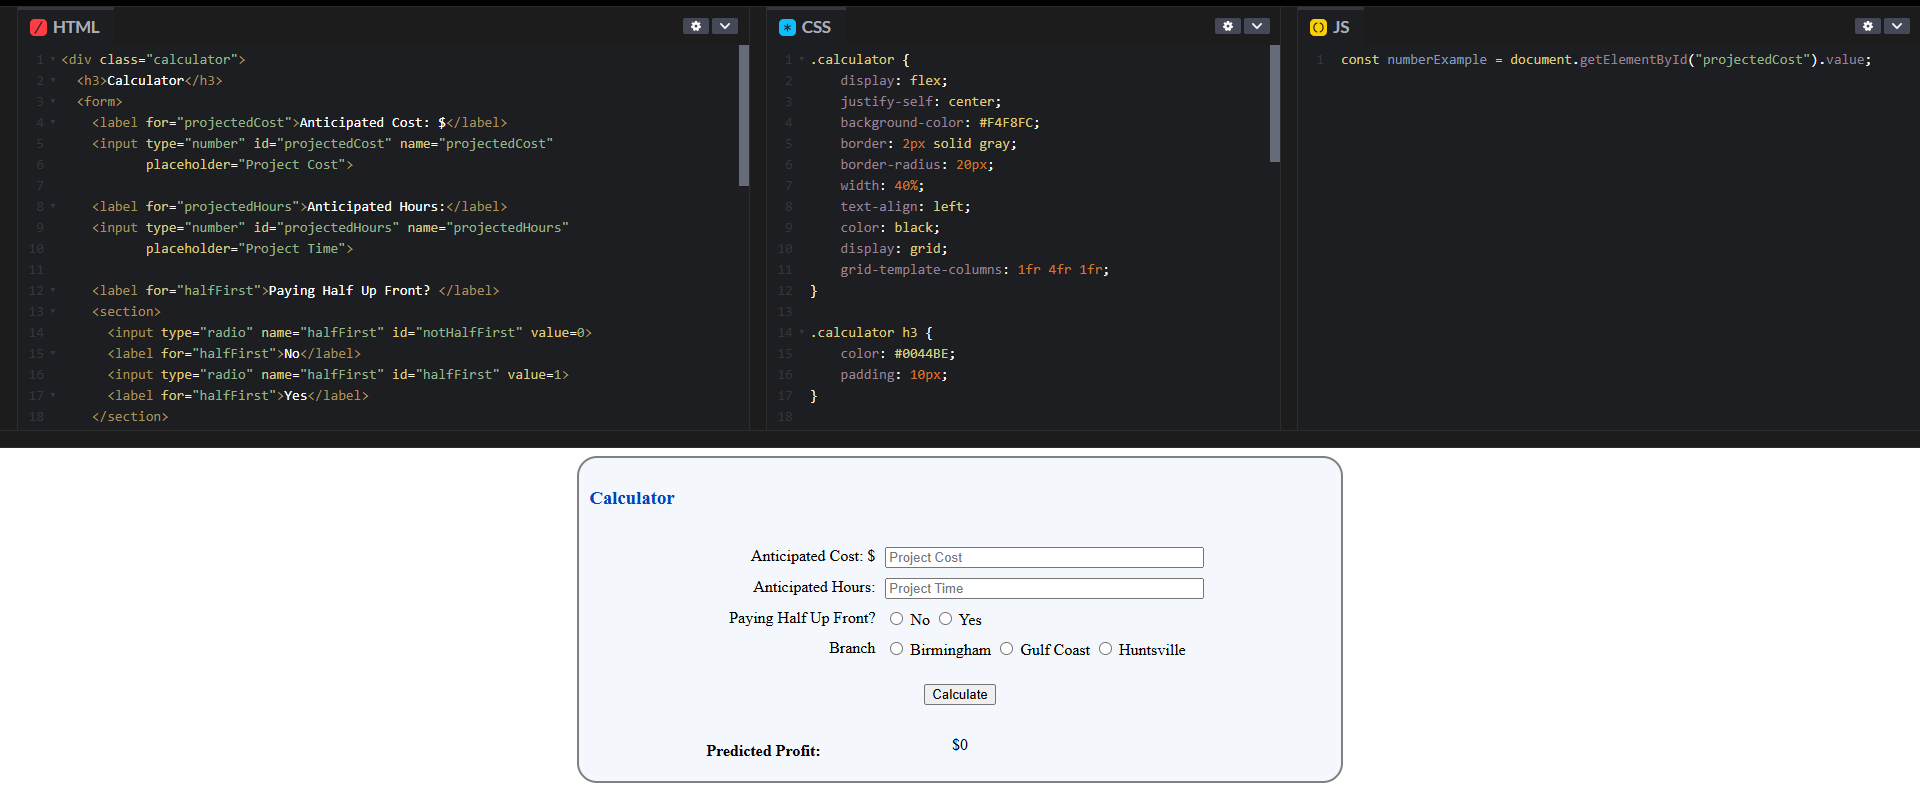 HTML
1 <div class="calculator">
2 <h3>Calculator</h3>
3 <form>
4 <label for="projectedCost">Anticipated Cost: $</label>
5 <input type="number" id="projectedCost" name="projectedCost"
6 placeholder="Project Cost">
7
8 <label for="projectedHours">Anticipated Hours:</label>
9 <input type="number" id="projectedHours" name="projectedHours"
10 placeholder="Project Time">
11
12 <label for="halfFirst">Paying Half Up Front? </label>
13 <section>
14 <input type="radio" name="halfFirst" id="notHalfFirst" value=0>
15 <label for="halfFirst">No</label>
16 <input type="radio" name="halfFirst" id="halfFirst" value=1>
17 <label for="halfFirst">Yes</label>
18 </section>
CSS
1 .calculator {
2 display: flex;
3 justify-self: center;
4 background-color: #F4F8FC;
5 border: 2px solid gray;
6 border-radius: 20px;
7 width: 40%;
8 text-align: left;
9 color: black;
10 display: grid;
11 grid-template-columns: 1fr 4fr 1fr;
12 }
13
14 .calculator h3 {
15 color: #0044BE;
16 padding: 10px;
17 }
18
JS
1 const numberExample = document.getElementById("projectedCost").value;
Calculator
Anticipated Cost: $ Project Cost
Anticipated Hours: Project Time
Paying Half Up Front? No Yes
Branch Birmingham Gulf Coast Huntsville
Calculate
Predicted Profit: $0